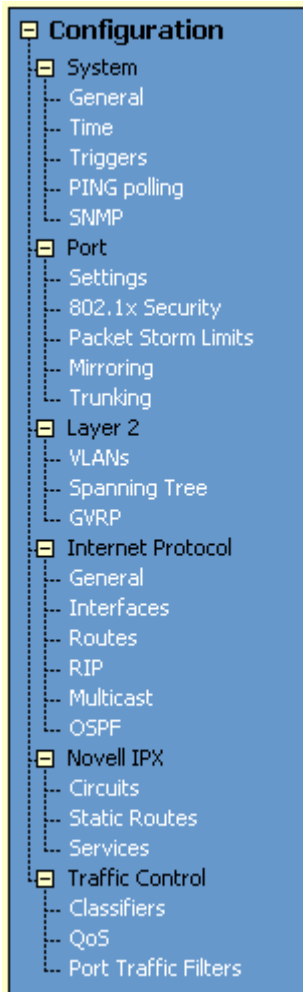 Configuration
System
General
Time
Triggers
PING polling
SNMP
Port
Settings
802.1x Security
Packet Storm Limits
Mirroring
Trunking
Layer 2
VLANs
Spanning Tree
GVRP
Internet Protocol
General
Interfaces
Routes
RIP
Multicast
OSPF
Novell IPX
Circuits
Static Routes
Services
Traffic Control
Classifiers
QoS
Port Traffic Filters